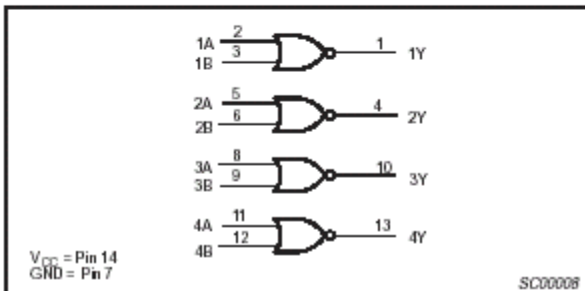 1A 2 1 1Y
1B 3
2A 5 4 2Y
2B 6
3A 8 10 3Y
3B 9
4A 11 13 4Y
4B 12
VCC = Pin 14
GND = Pin 7
SC00008